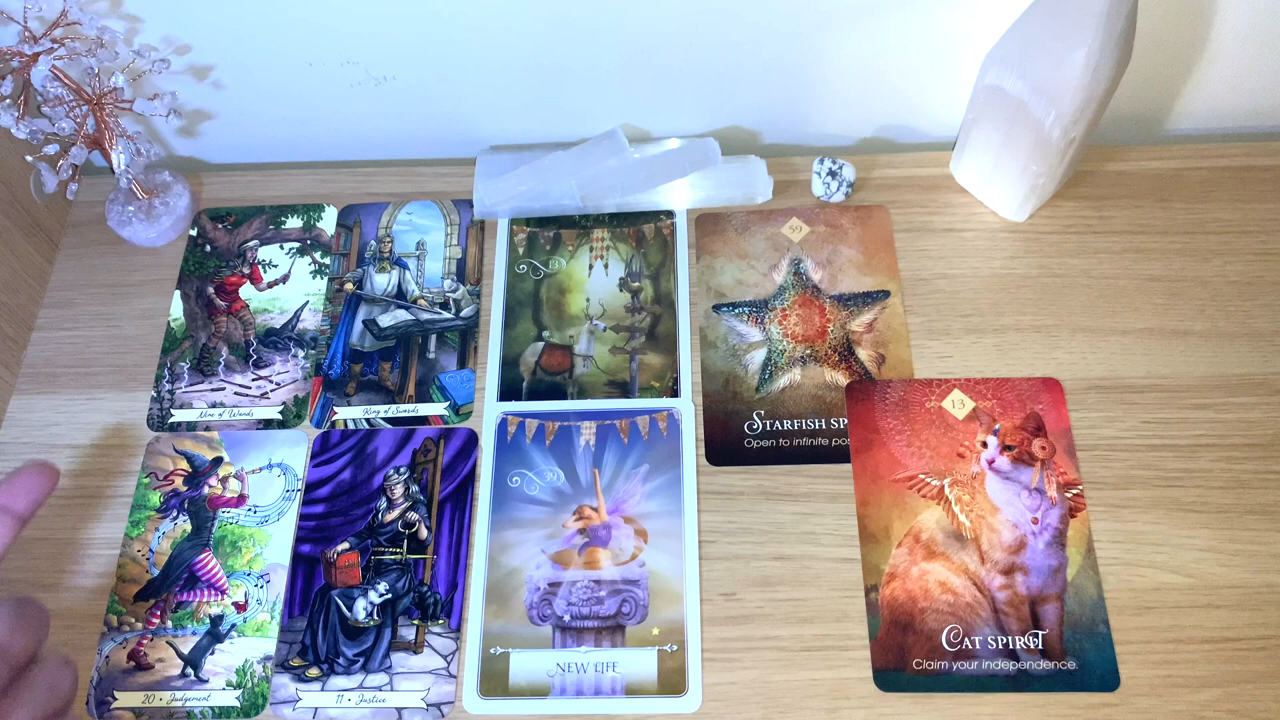 Nine of Wands
King of Swords
13
59
STARFISH SP
Open to infinite pos
20 • Judgement
11 • Justice
39
NEW LIFE
13
CAT SPIRIT
Claim your independence.